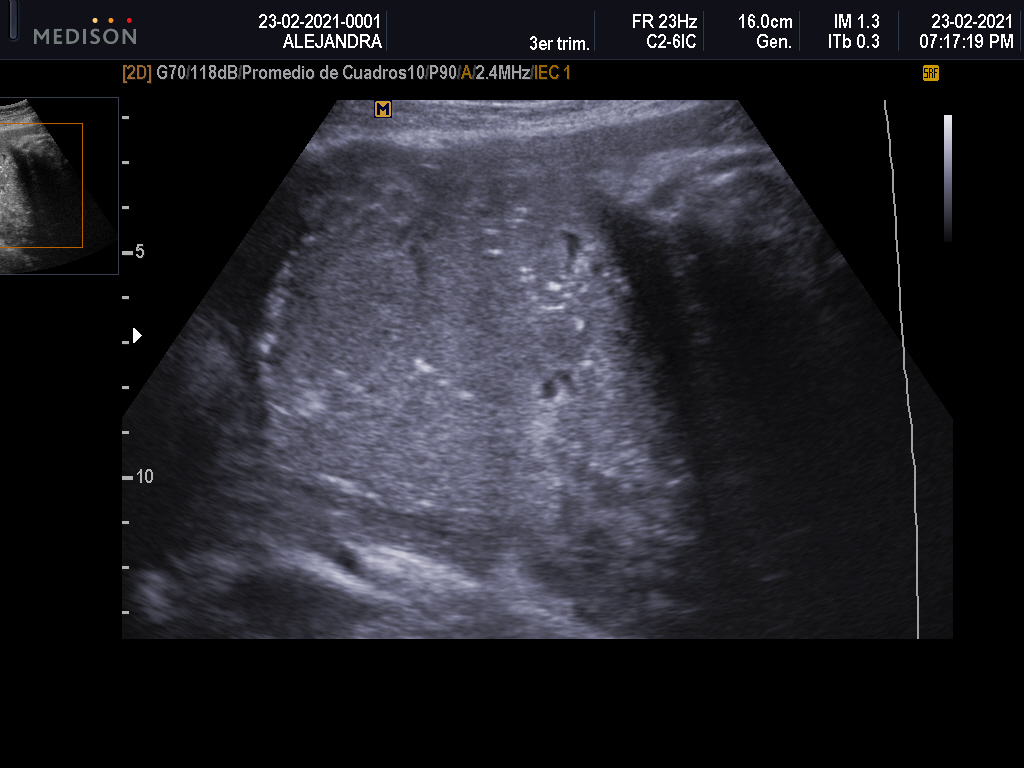 MEDISON
23-02-2021-0001
ALEJANDRA
3er trim.
FR 23Hz
C2-6IC
16.0cm
Gen.
IM 1.3
ITb 0.3
23-02-2021
07:17:19 PM
[2D] G70/118dB/Promedio de Cuadros10/P90/A/2.4MHz/IEC 1
SRF
M
5
10